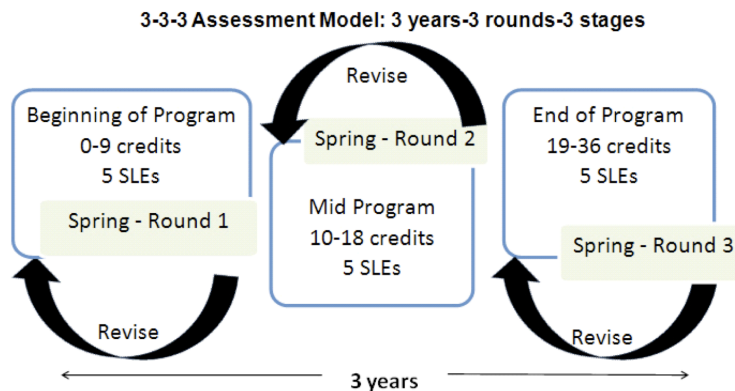 3-3-3 Assessment Model: 3 years-3 rounds-3 stages
Beginning of Program
0-9 credits
5 SLEs
Spring - Round 1
Revise
Revise
Spring - Round 2
Mid Program
10-18 credits
5 SLEs
End of Program
19-36 credits
5 SLEs
Spring - Round 3
Revise
3 years